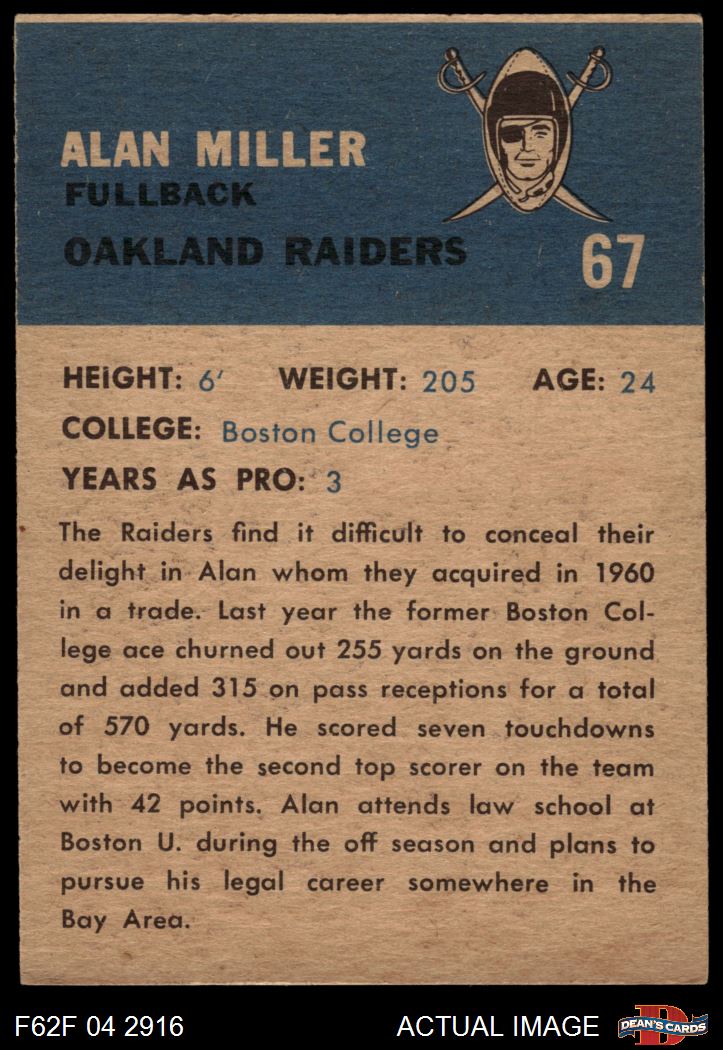 ALAN MILLER
FULLBACK
OAKLAND RAIDERS
67
HEIGHT: 6' WEIGHT: 205 AGE: 24
COLLEGE: Boston College
YEARS AS PRO: 3
The Raiders find it difficult to conceal their
delight in Alan whom they acquired in 1960
in a trade. Last year the former Boston Col-
lege ace churned out 255 yards on the ground
and added 315 on pass receptions for a total
of 570 yards. He scored seven touchdowns
to become the second top scorer on the team
with 42 points. Alan attends law school at
Boston U. during the off season and plans to
pursue his legal career somewhere in the
Bay Area.
F62F 04 2916 ACTUAL IMAGE D DEAN'S CARDS